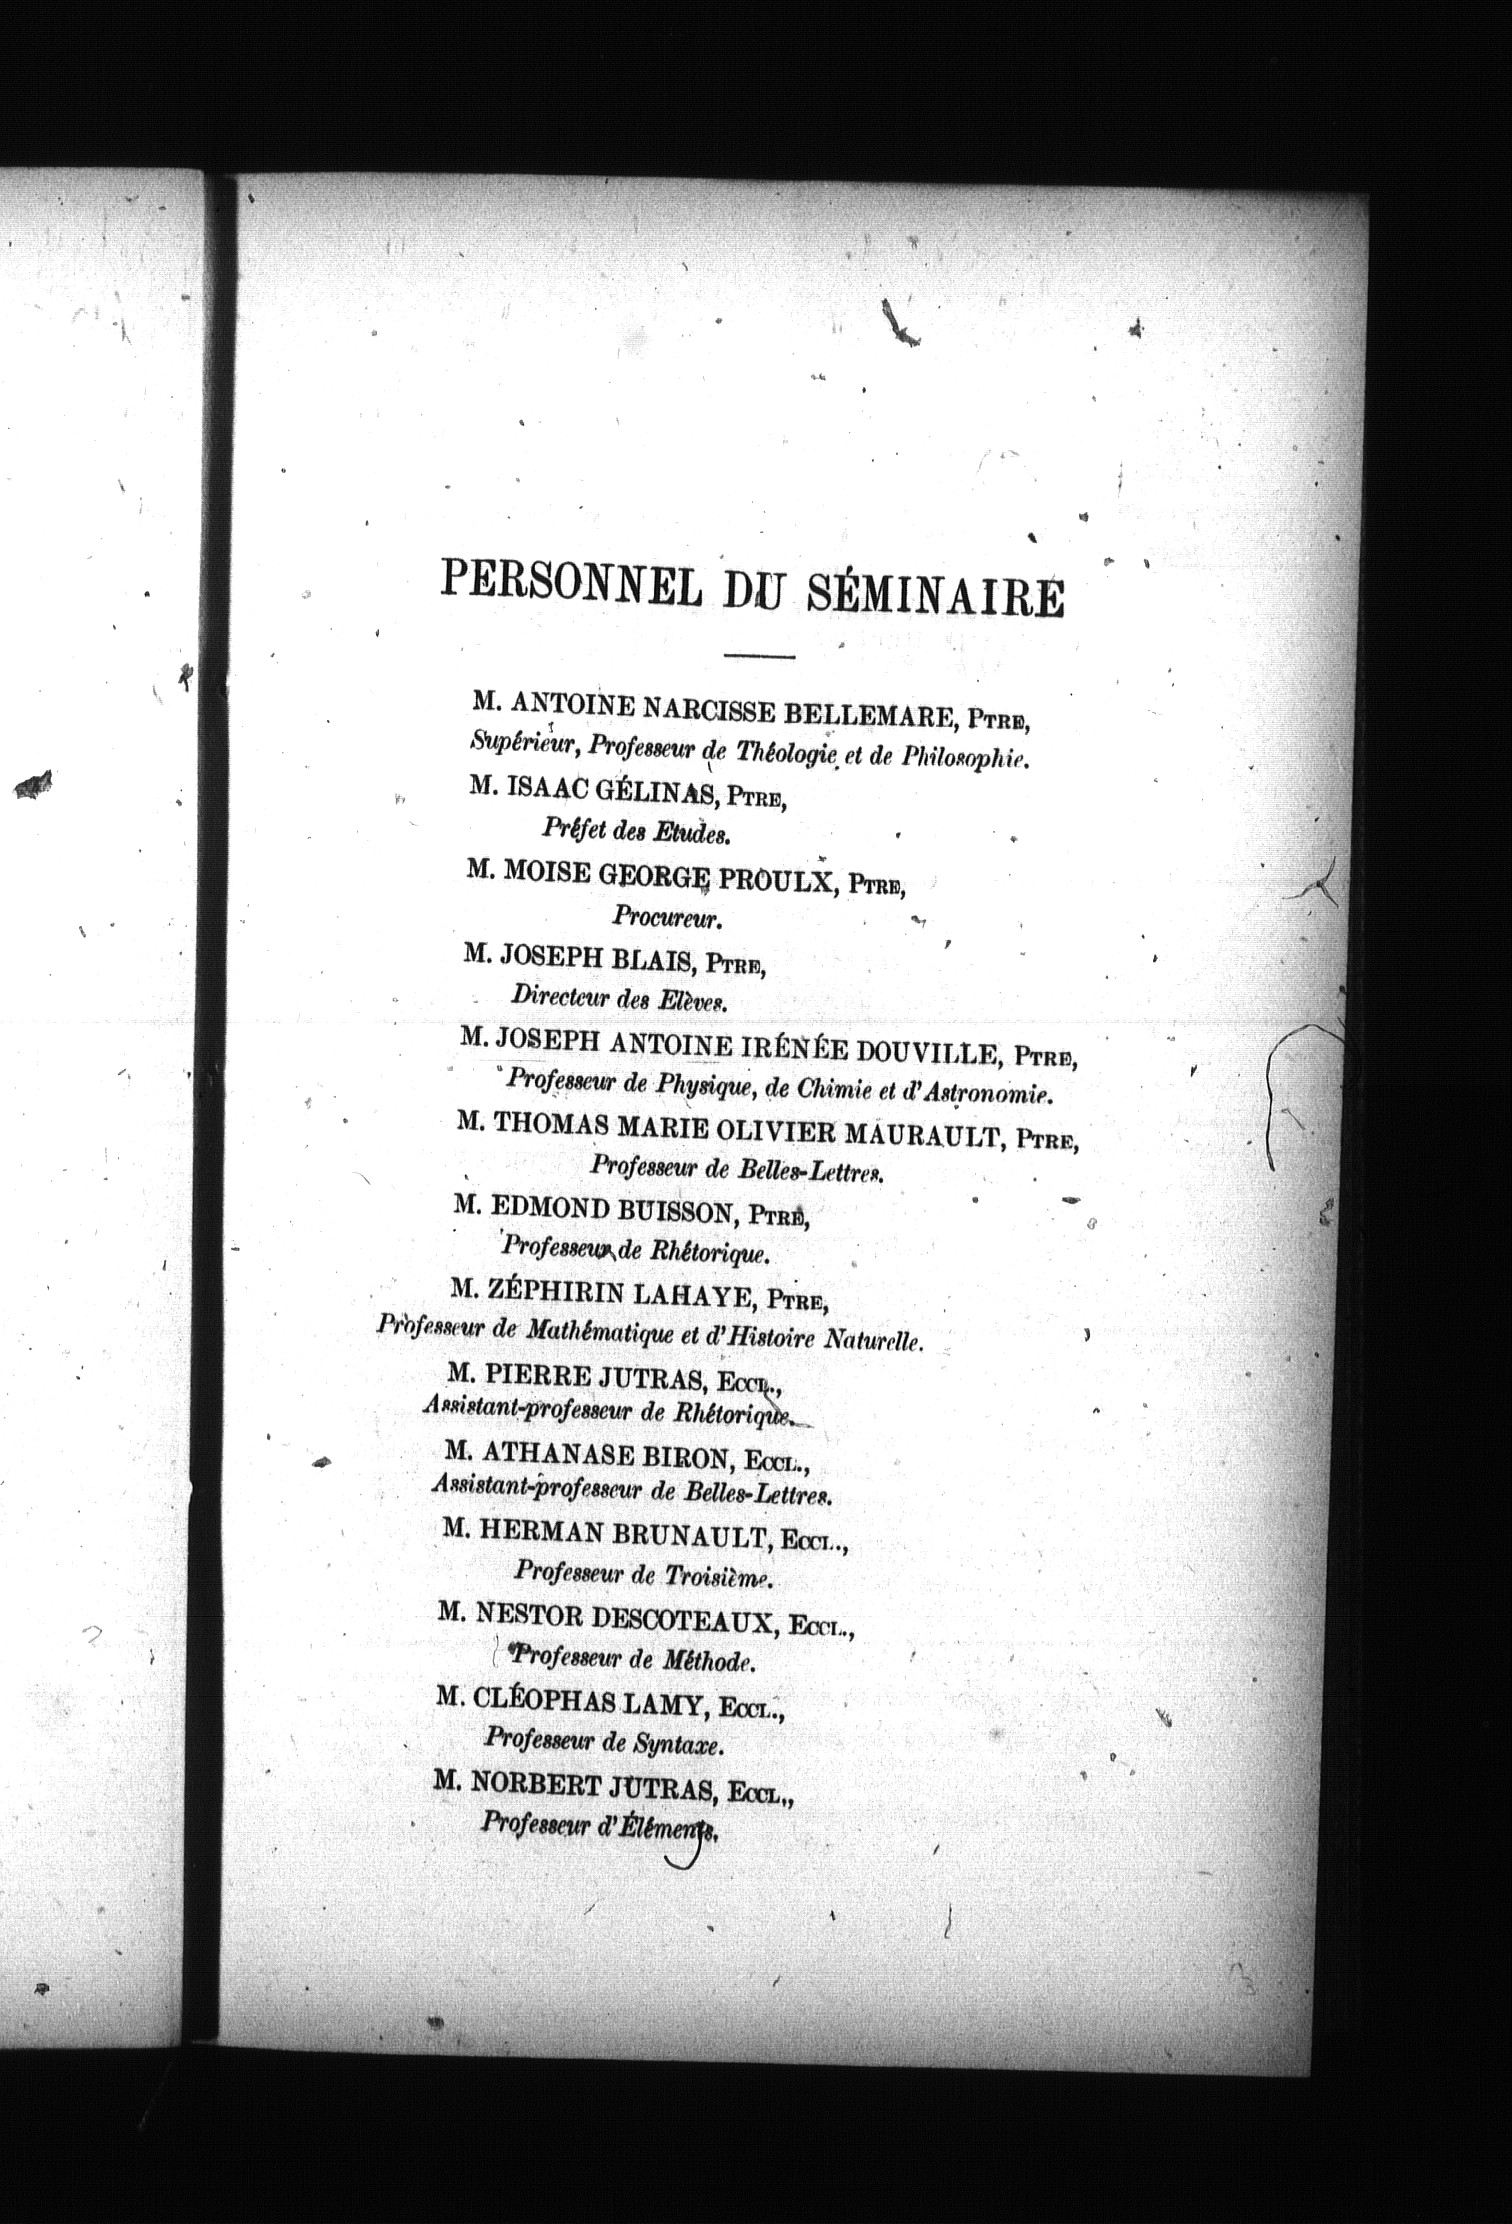 PERSONNEL DU SÉMINAIRE
M. ANTOINE NARCISSE BELLEMARE, PTRE,
Supérieur, Professeur de Théologie et de Philosophie.
M. ISAAC GÉLINAS, PTRE,
Préfet des Etudes.
M. MOISE GEORGE PROULX, PTRE,
Procureur.
M. JOSEPH BLAIS, PTRE,
Directeur des Elèves.
M. JOSEPH ANTOINE IRÉNÉE DOUVILLE, PTRE,
Professeur de Physique, de Chimie et d'Astronomie.
M. THOMAS MARIE OLIVIER MAURAULT, PTRE,
Professeur de Belles-Lettres.
M. EDMOND BUISSON, PTRE,
Professeur de Rhétorique.
M. ZÉPHIRIN LAHAYE, PTRE,
Professeur de Mathématique et d'Histoire Naturelle.
M. PIERRE JUTRAS, ECCL.,
Assistant-professeur de Rhétorique.
M. ATHANASE BIRON, ECCL.,
Assistant-professeur de Belles-Lettres.
M. HERMAN BRUNAULT, ECCL.,
Professeur de Troisième.
M. NESTOR DESCOTEAUX, ECCL.,
Professeur de Méthode.
M. CLÉOPHAS LAMY, ECCL.,
Professeur de Syntaxe.
M. NORBERT JUTRAS, ECCL.,
Professeur d'Éléments.